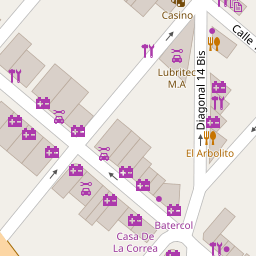 Casino
Calle
Lubritec
M.A
Diagonal 14 Bis
El Arbolito
Batercol
Casa De
La Correa